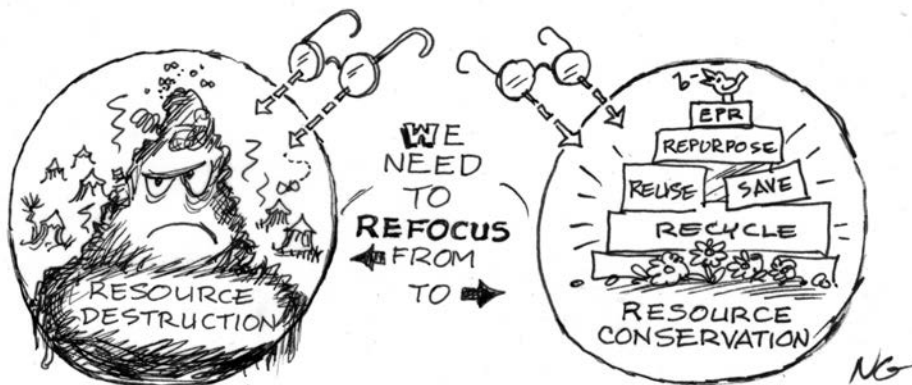 RESOURCE
DESTRUCTION
WE
NEED
TO
REFOCUS
FROM
TO
EPR
REPURPOSE
REUSE SAVE
RECYCLE
RESOURCE
CONSERVATION
NG